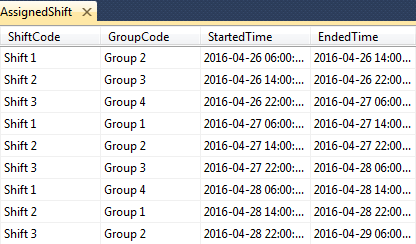 AssignedShift ×
ShiftCode GroupCode StartedTime EndedTime
Shift 1 Group 2 2016-04-26 06:00:... 2016-04-26 14:00...
Shift 2 Group 3 2016-04-26 14:00:... 2016-04-26 22:00...
Shift 3 Group 4 2016-04-26 22:00:... 2016-04-27 06:00...
Shift 1 Group 1 2016-04-27 06:00:... 2016-04-27 14:00...
Shift 2 Group 2 2016-04-27 14:00:... 2016-04-27 22:00...
Shift 3 Group 3 2016-04-27 22:00:... 2016-04-28 06:00...
Shift 1 Group 4 2016-04-28 06:00:... 2016-04-28 14:00...
Shift 2 Group 1 2016-04-28 14:00:... 2016-04-28 22:00...
Shift 3 Group 2 2016-04-28 22:00:... 2016-04-29 06:00...